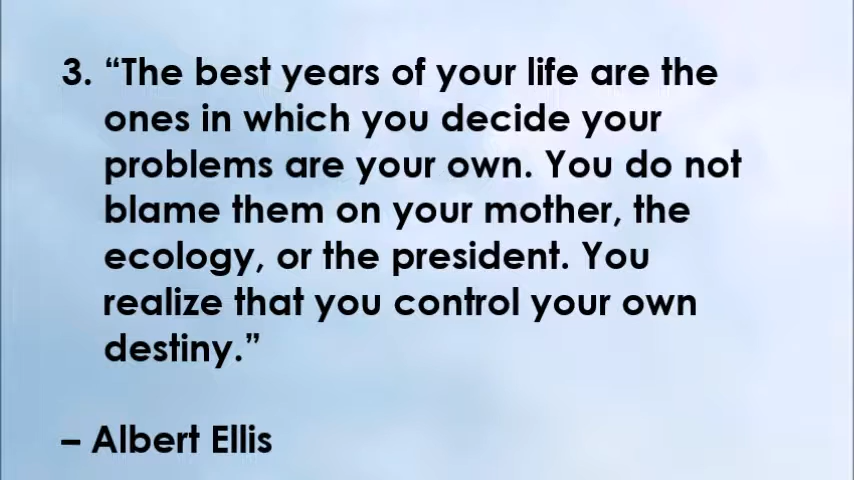 3. “The best years of your life are the
ones in which you decide your
problems are your own. You do not
blame them on your mother, the
ecology, or the president. You
realize that you control your own
destiny.”
– Albert Ellis